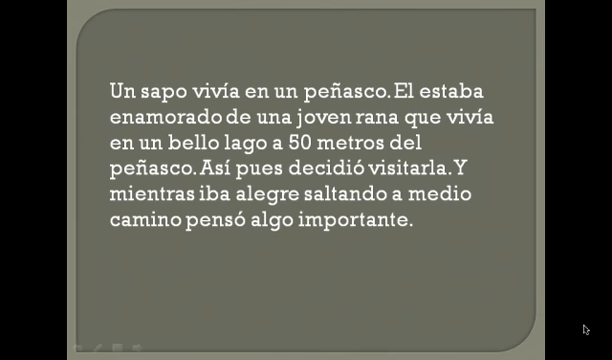 Un sapo vivía en un peñasco. El estaba
enamorado de una joven rana que vivía
en un bello lago a 50 metros del
peñasco. Así pues decidió visitarla. Y
mientras iba alegre saltando a medio
camino pensó algo importante.